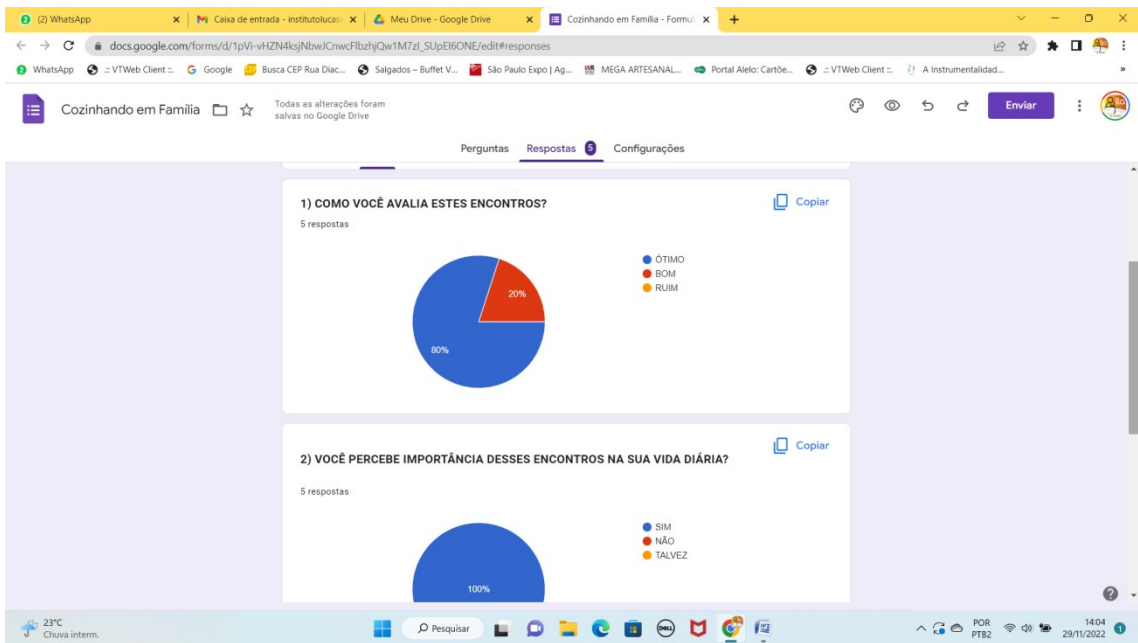 (2) WhatsApp
Caixa de entrada - institutolucas
Meu Drive - Google Drive
Cozinhando em Família - Formul
docs.google.com/forms/d/1pVi-vHZN4ksjNbwJCnwcFlbzhjQw1M7zI_SUpEI6ONE/edit#responses
WhatsApp
.:: VTWeb Client ::.
Google
Busca CEP Rua Diac...
Salgados – Buffet V...
São Paulo Expo | Ag...
MEGA ARTESANAL...
Portal Alelo: Cartõe...
.:: VTWeb Client ::.
A Instrumentalidad...
Cozinhando em Família
Todas as alterações foram
salvas no Google Drive
Enviar
Perguntas Respostas 5 Configurações
1) COMO VOCÊ AVALIA ESTES ENCONTROS?
Copiar
5 respostas
ÓTIMO
BOM
RUIM
20%
80%
2) VOCÊ PERCEBE IMPORTÂNCIA DESSES ENCONTROS NA SUA VIDA DIÁRIA?
Copiar
5 respostas
SIM
NÃO
TALVEZ
100%
23°C
Chuva interm.
Pesquisar
DELL
POR
PTB2
14:04
29/11/2022
1